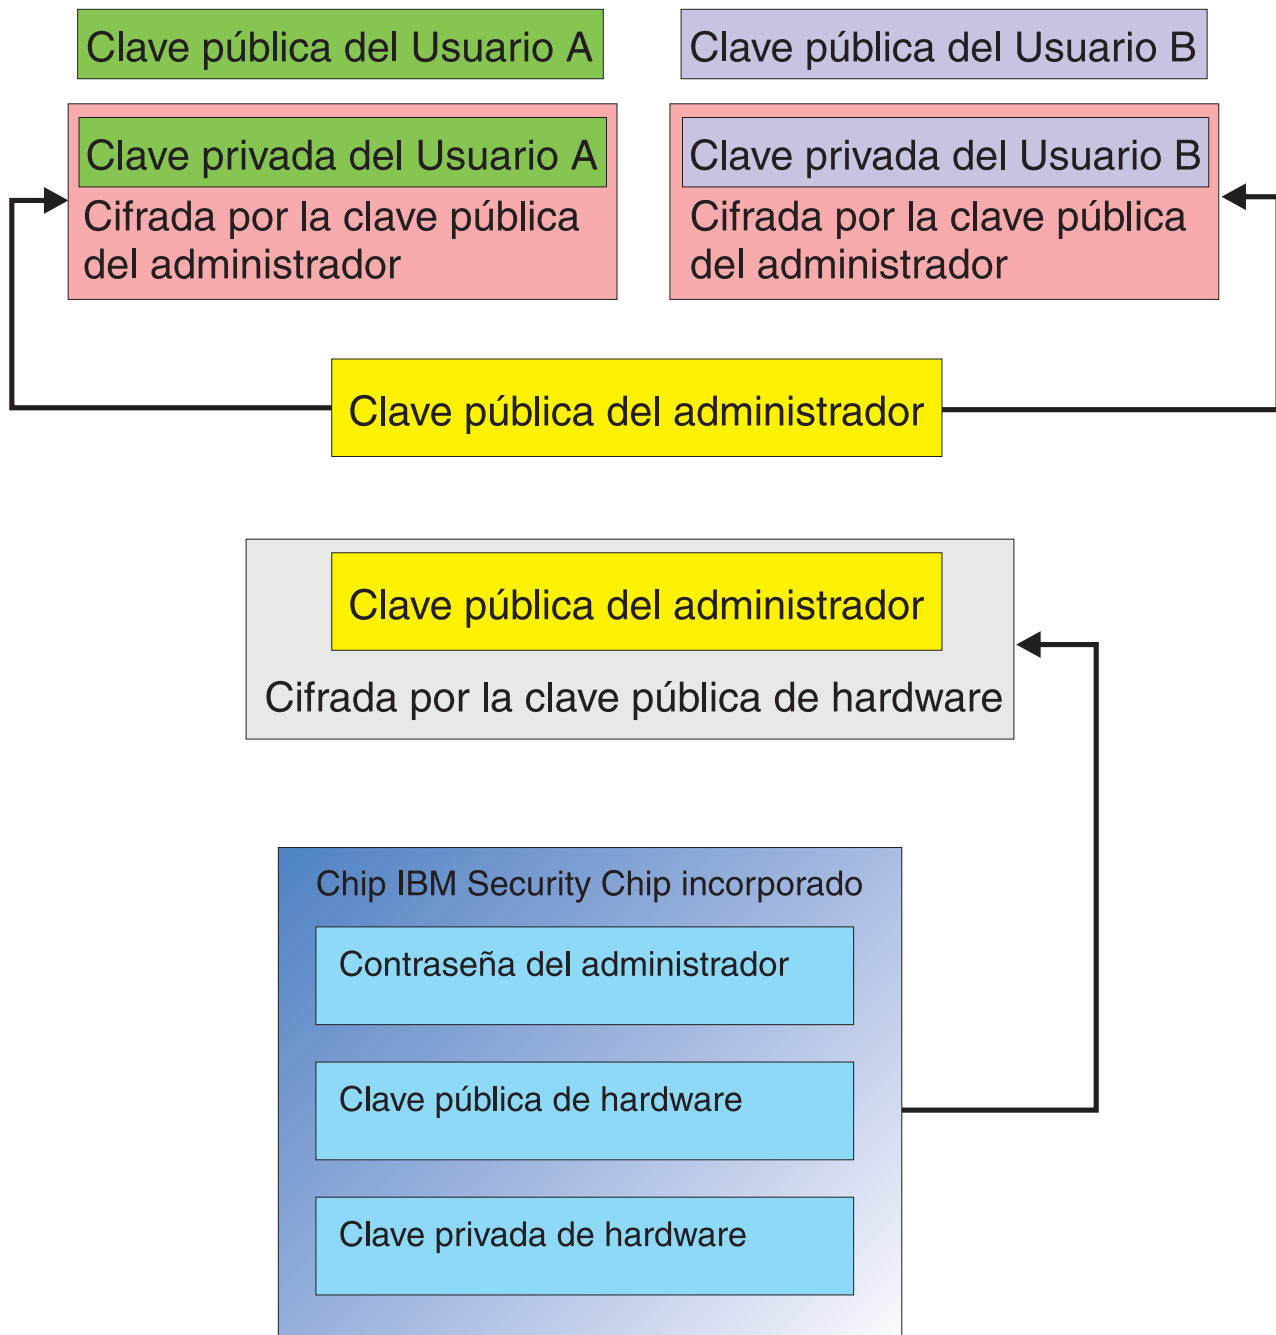 Clave pública del Usuario A
Clave pública del Usuario B
Clave privada del Usuario A
Cifrada por la clave pública
del administrador
Clave privada del Usuario B
Cifrada por la clave pública
del administrador
Clave pública del administrador
Clave pública del administrador
Cifrada por la clave pública de hardware
Chip IBM Security Chip incorporado
Contraseña del administrador
Clave pública de hardware
Clave privada de hardware